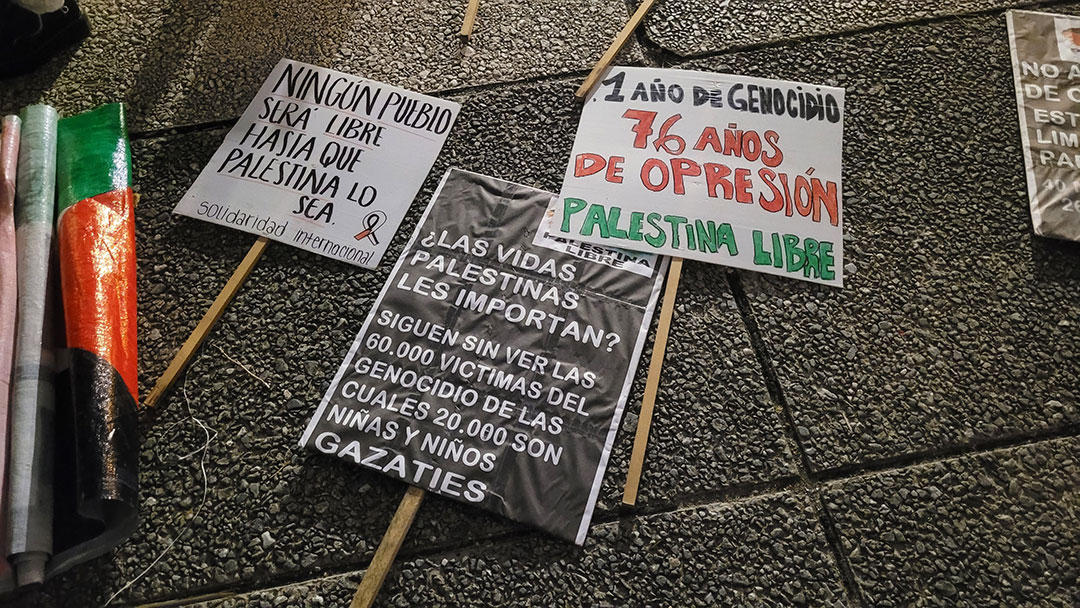 NINGÚN PUEBLO
SERÁ LIBRE
HASTA QUE
PALESTINA LO
SEA.
Solidaridad Internacional
1 AÑO DE GENOCIDIO
76 AÑOS
DE OPRESIÓN
PALESTINA LIBRE
PALESTINA
LIBRE
¿LAS VIDAS
PALESTINAS
LES IMPORTAN?
SIGUEN SIN VER LAS
60.000 VICTIMAS DEL
GENOCIDIO DE LAS
CUALES 20.000 SON
NIÑAS Y NIÑOS
GAZATÍES
NO A
DE
EST
LIM